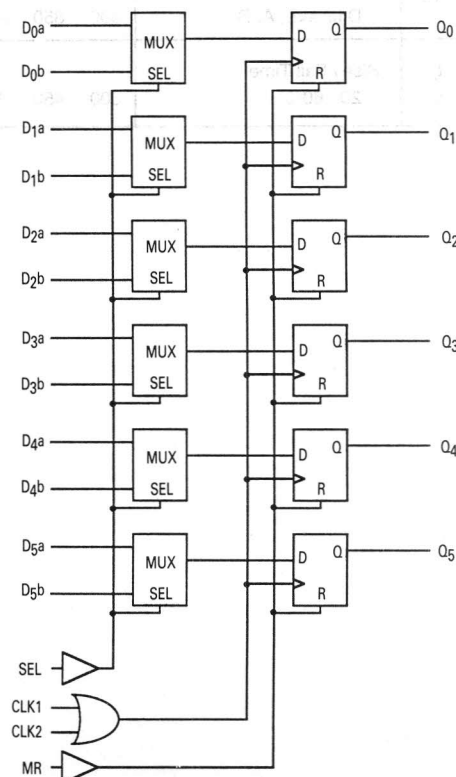 D0a
MUX
D Q
Q0
D0b
SEL
R
D1a
MUX
D Q
Q1
D1b
SEL
R
D2a
MUX
D Q
Q2
D2b
SEL
R
D3a
MUX
D Q
Q3
D3b
SEL
R
D4a
MUX
D Q
Q4
D4b
SEL
R
D5a
MUX
D Q
Q5
D5b
SEL
R
SEL
CLK1
CLK2
MR